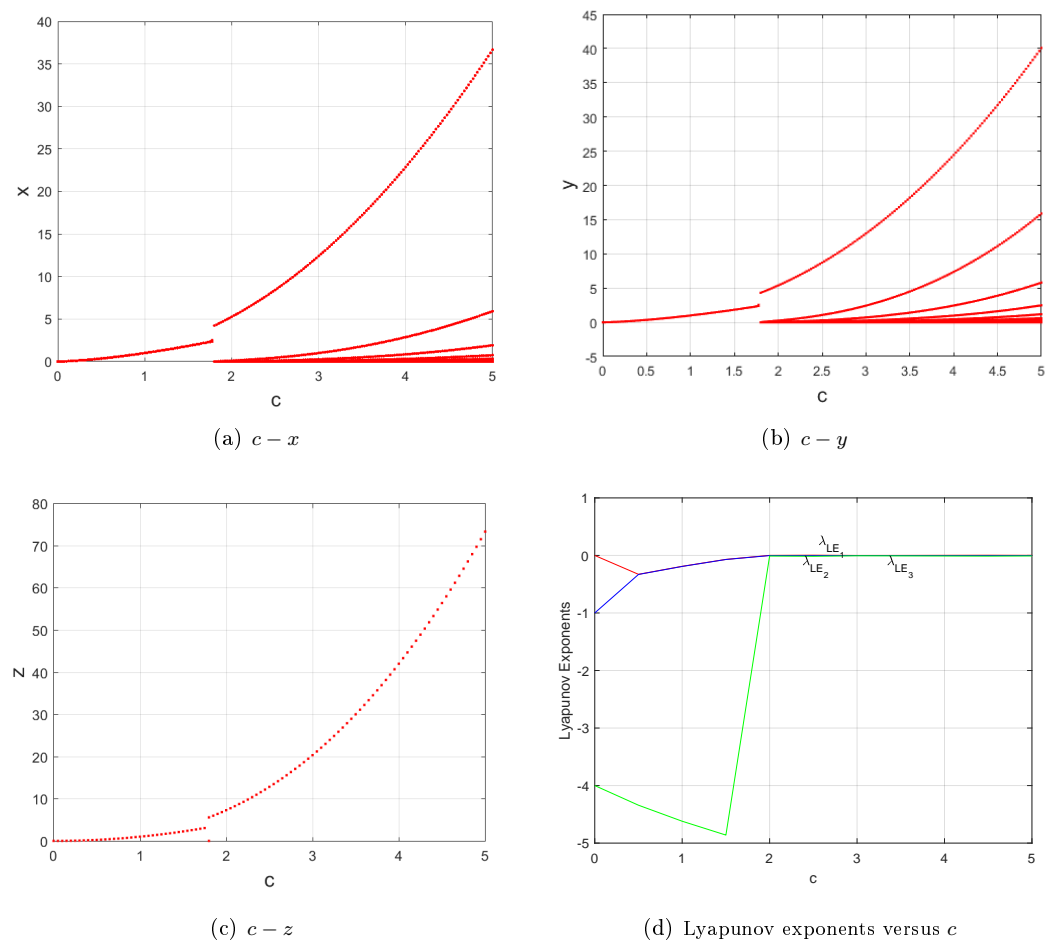 40
35
30
25
20
15
10
5
0
x
0 1 2 3 4 5
c
(a) c − x
45
40
35
30
25
20
15
10
5
0
-5
y
0 0.5 1 1.5 2 2.5 3 3.5 4 4.5 5
c
(b) c − y
80
70
60
50
40
30
20
10
0
z
0 1 2 3 4 5
c
(c) c − z
1
0
-1
-2
-3
-4
-5
Lyapunov Exponents
λLE1
λLE2 λLE3
0 1 2 3 4 5
c
(d) Lyapunov exponents versus c